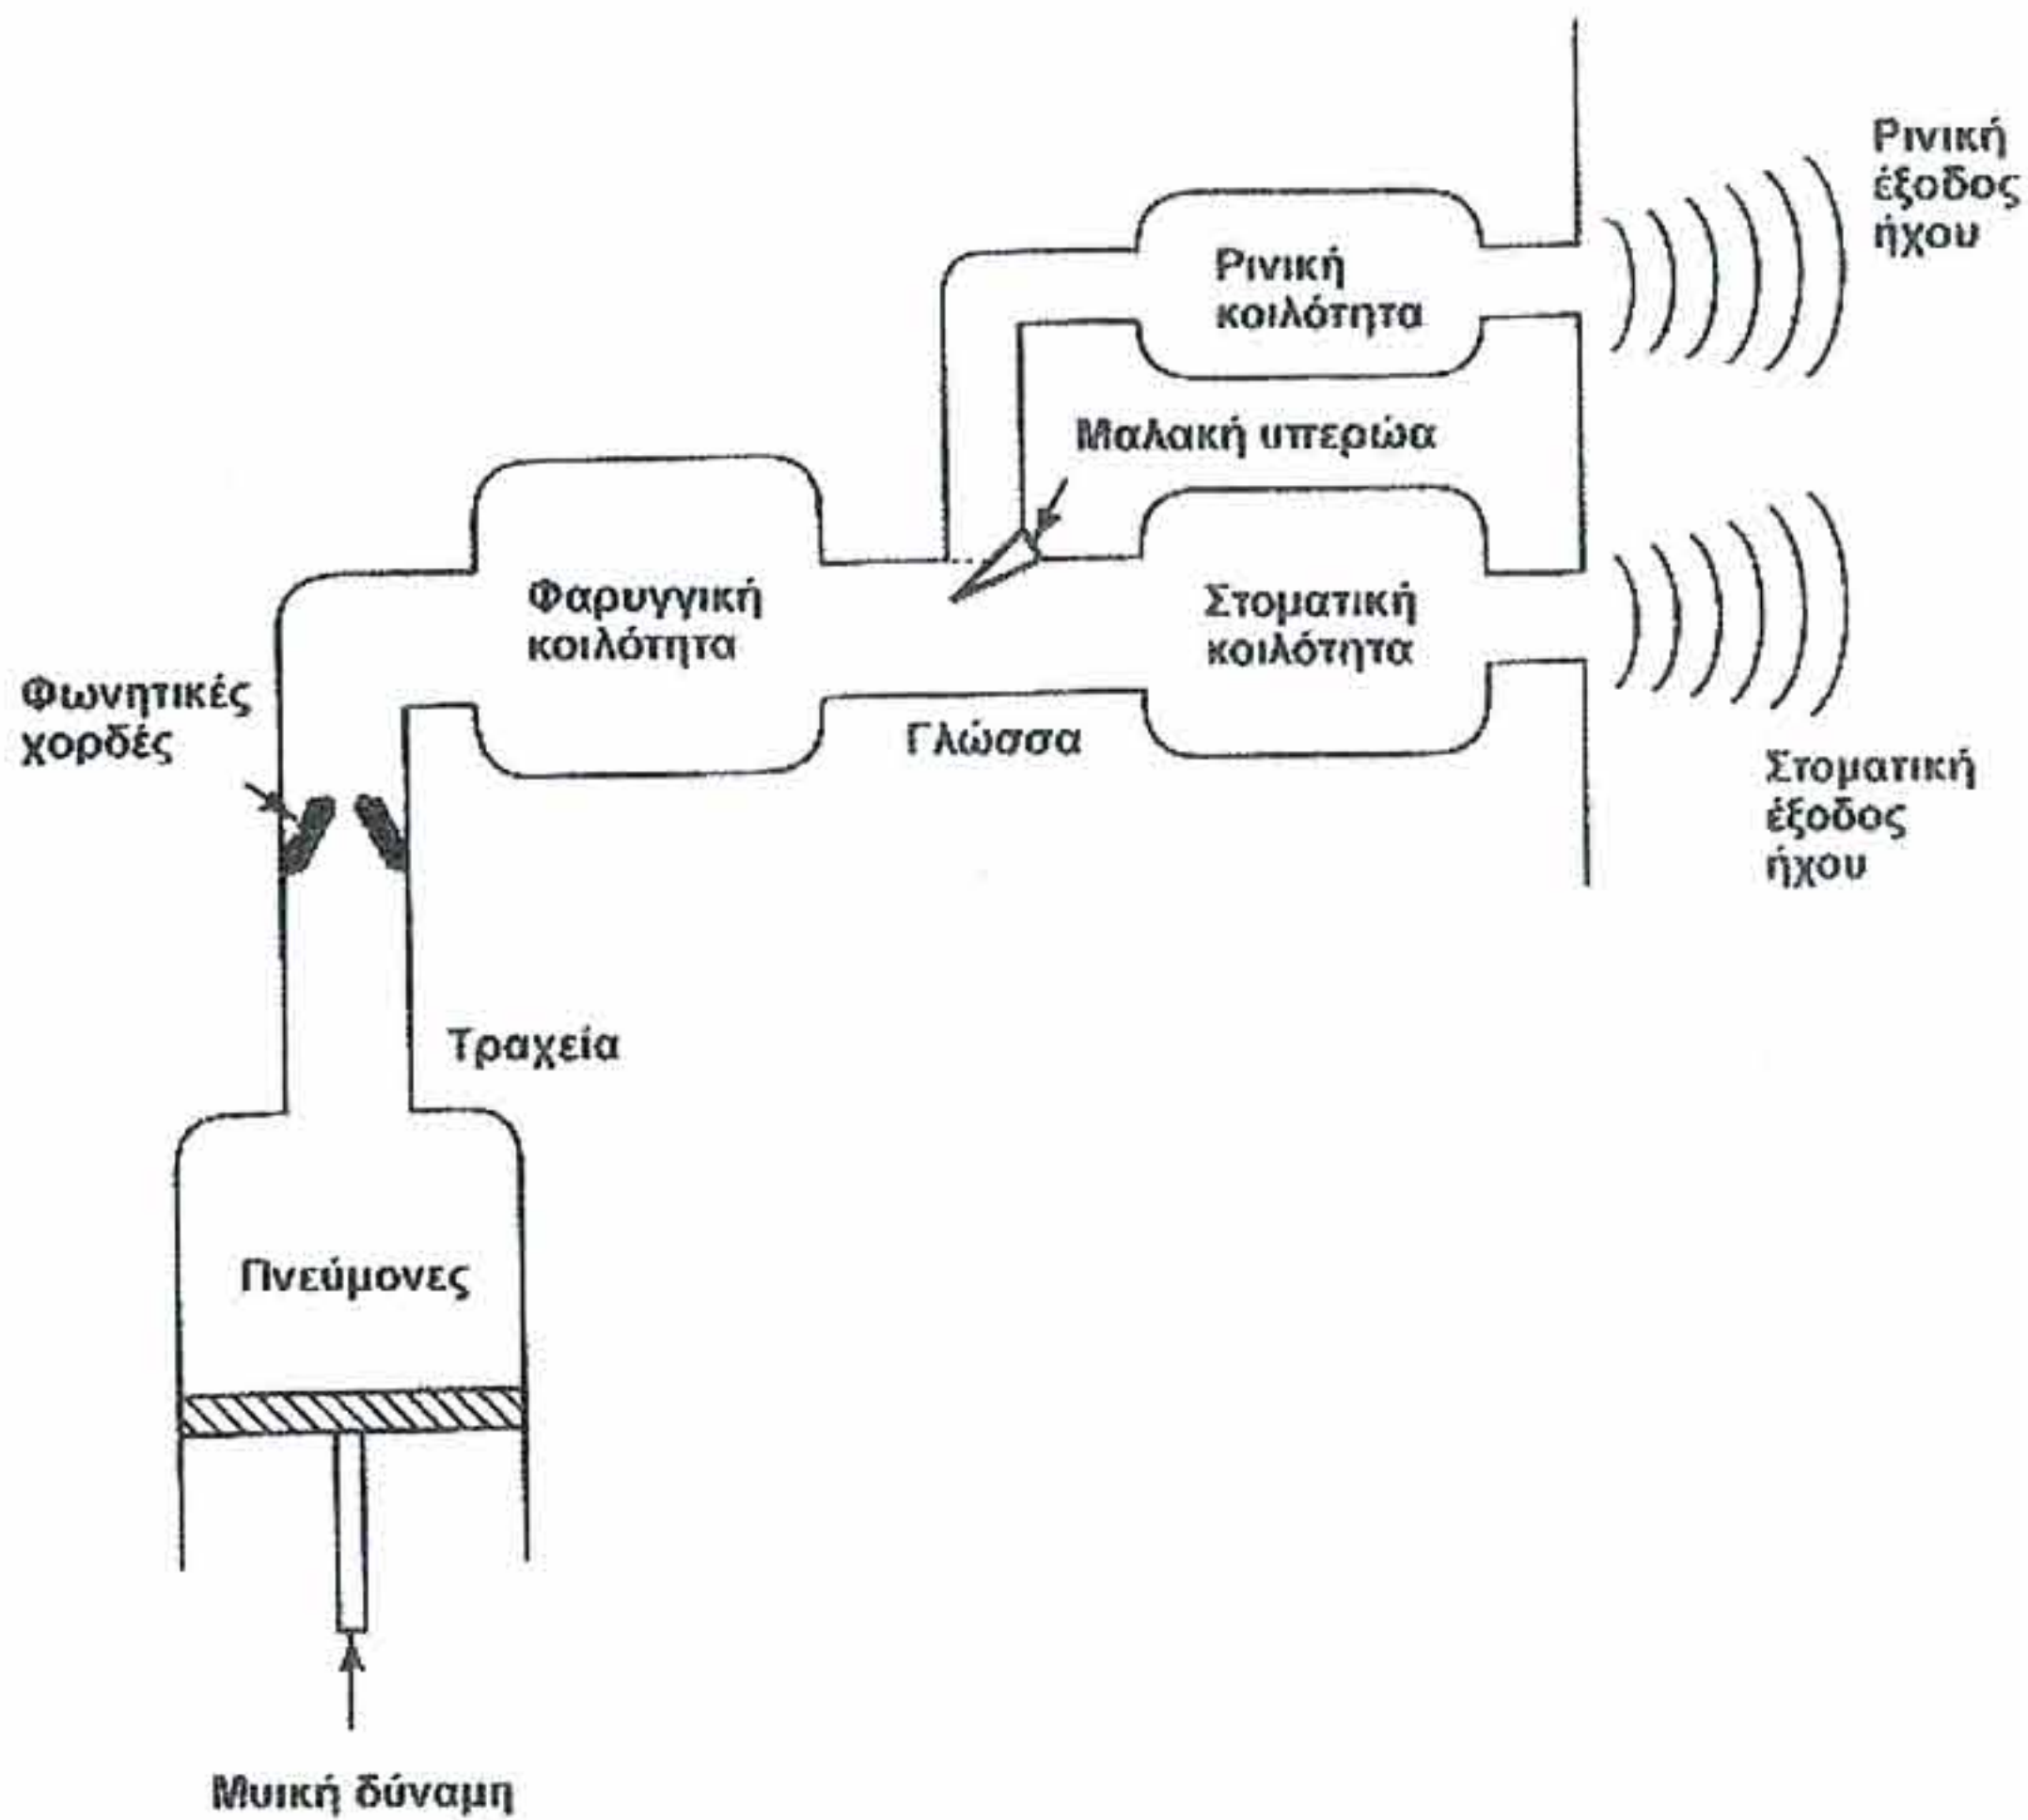 Ρινική
έξοδος
ήχου
Ρινική
κοιλότητα
Μαλακή υπερώα
Φαρυγγική
κοιλότητα
Στοματική
κοιλότητα
Φωνητικές
χορδές
Γλώσσα
Στοματική
έξοδος
ήχου
Τραχεία
Πνεύμονες
Μυική δύναμη